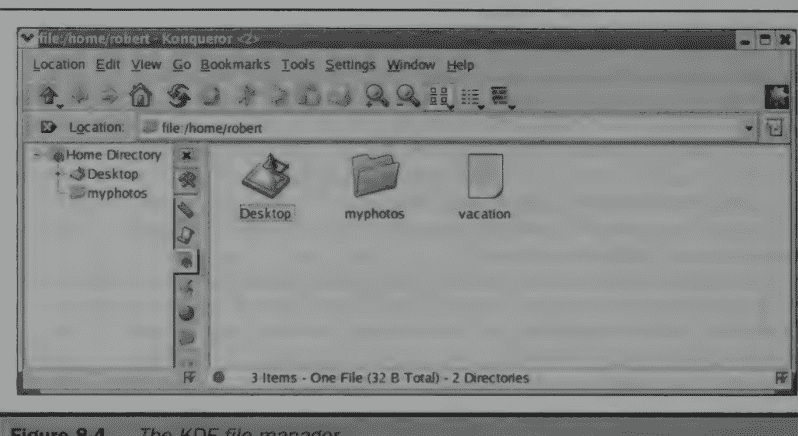 file:/home/robert - Konqueror <2>
Location Edit View Go Bookmarks Tools Settings Window Help
Location: file:/home/robert
Home Directory
Desktop
myphotos
Desktop
myphotos
vacation
3 Items - One File (32 B Total) - 2 Directories
Figure 8.4 The KDE file manager